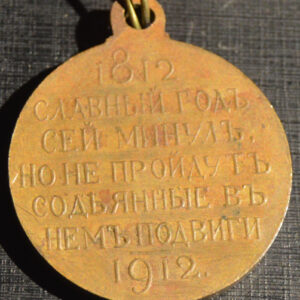 1812
СЛАВНЫЙ ГОДЪ
СЕЙ МИНУЛЪ,
НО НЕ ПРОЙДУТЪ
СОДѢЯННЫЕ ВЪ
НЕМЪ ПОДВИГИ
1912.